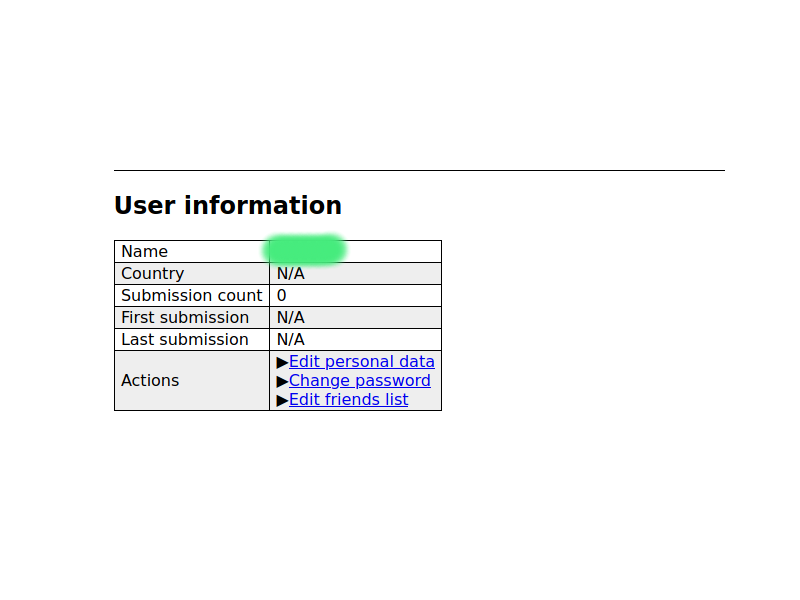 User information
Name
Country N/A
Submission count 0
First submission N/A
Last submission N/A
Actions
▶Edit personal data
▶Change password
▶Edit friends list